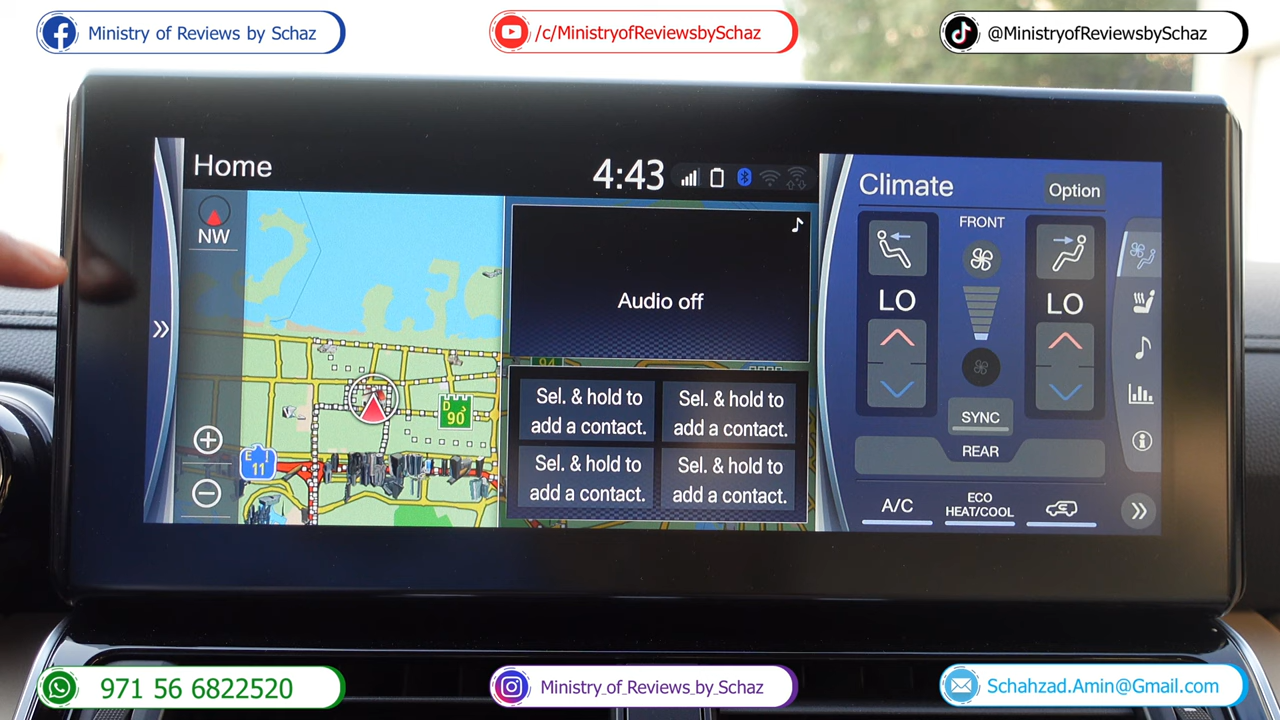 Ministry of Reviews by Schaz
/c/MinistryofReviewsbySchaz
@MinistryofReviewsbySchaz
Home
4:43
NW
Audio off
Sel. & hold to
add a contact.
Sel. & hold to
add a contact.
Sel. & hold to
add a contact.
Sel. & hold to
add a contact.
D
90
E
11
94
Climate
Option
FRONT
LO
LO
SYNC
REAR
A/C
ECO
HEAT/COOL
971 56 6822520
Ministry_of_Reviews_by_Schaz
Schahzad.Amin@Gmail.com